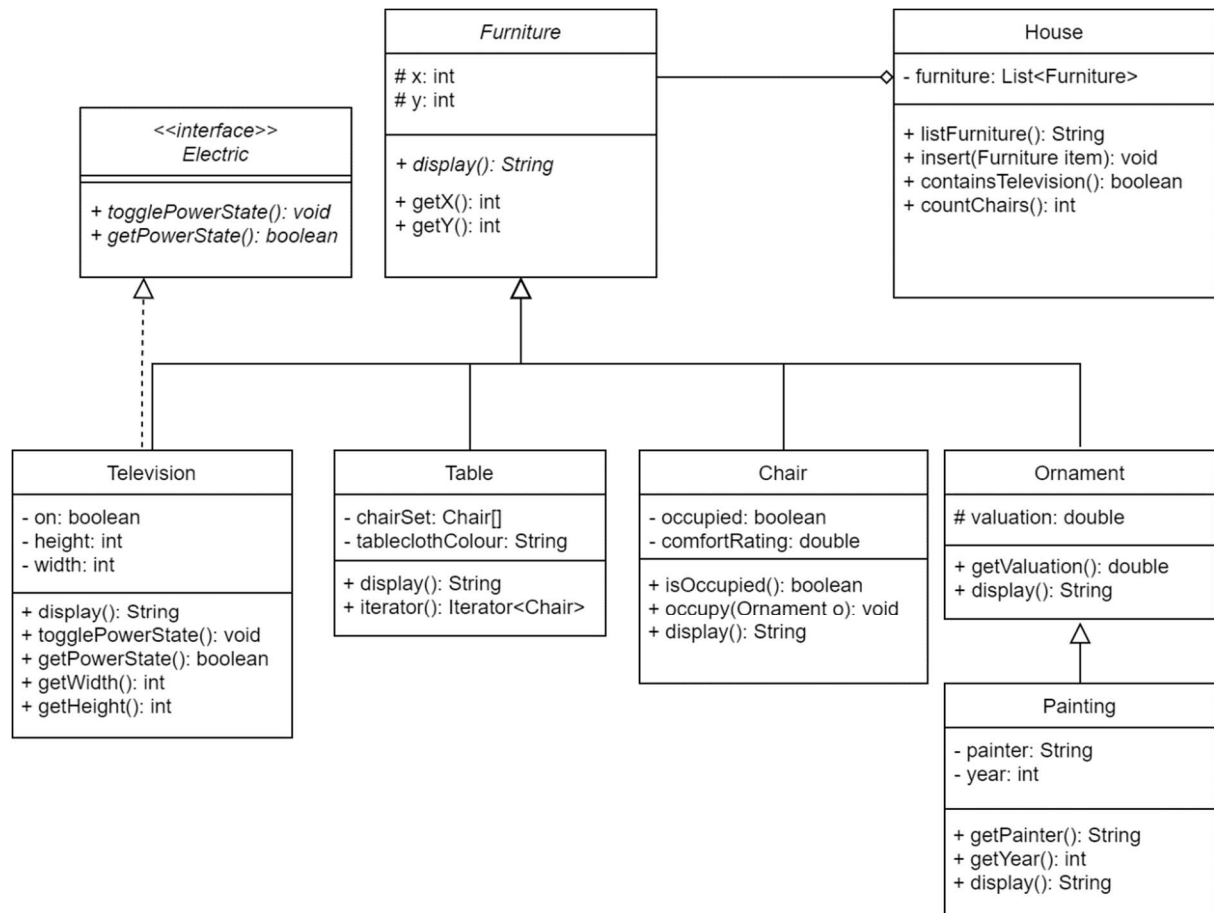 Furniture
# x: int
# y: int
+ display(): String
+ getX(): int
+ getY(): int
House
- furniture: List<Furniture>
+ listFurniture(): String
+ insert(Furniture item): void
+ containsTelevision(): boolean
+ countChairs(): int
<<interface>>
Electric
+ togglePowerState(): void
+ getPowerState(): boolean
Television
- on: boolean
- height: int
- width: int
+ display(): String
+ togglePowerState(): void
+ getPowerState(): boolean
+ getWidth(): int
+ getHeight(): int
Table
- chairSet: Chair[]
- tableclothColour: String
+ display(): String
+ iterator(): Iterator<Chair>
Chair
- occupied: boolean
- comfortRating: double
+ isOccupied(): boolean
+ occupy(Ornament o): void
+ display(): String
Ornament
# valuation: double
+ getValuation(): double
+ display(): String
Painting
- painter: String
- year: int
+ getPainter(): String
+ getYear(): int
+ display(): String